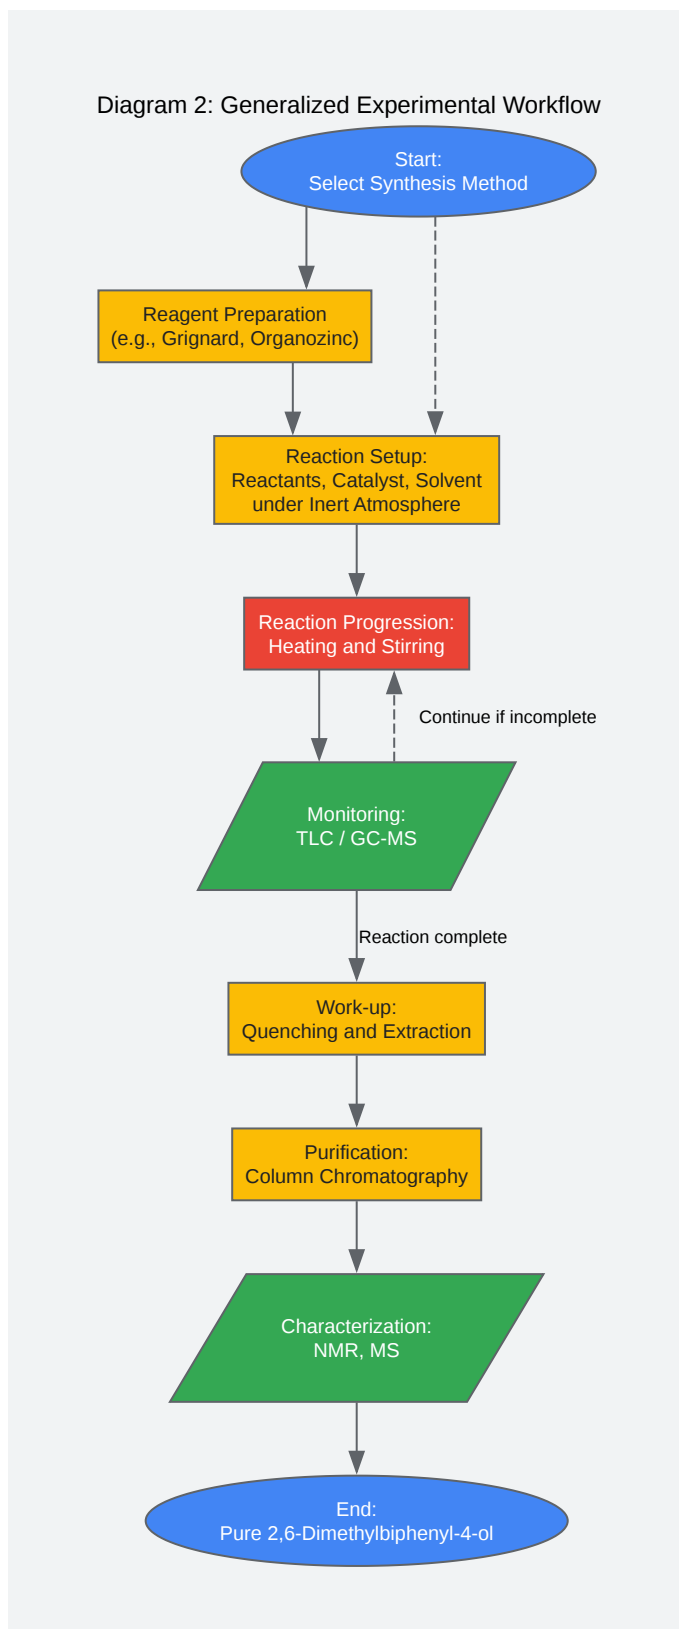 Diagram 2: Generalized Experimental Workflow
Start:
Select Synthesis Method
Reagent Preparation
(e.g., Grignard, Organozinc)
Reaction Setup:
Reactants, Catalyst, Solvent
under Inert Atmosphere
Reaction Progression:
Heating and Stirring
Continue if incomplete
Monitoring:
TLC / GC-MS
Reaction complete
Work-up:
Quenching and Extraction
Purification:
Column Chromatography
Characterization:
NMR, MS
End:
Pure 2,6-Dimethylbiphenyl-4-ol